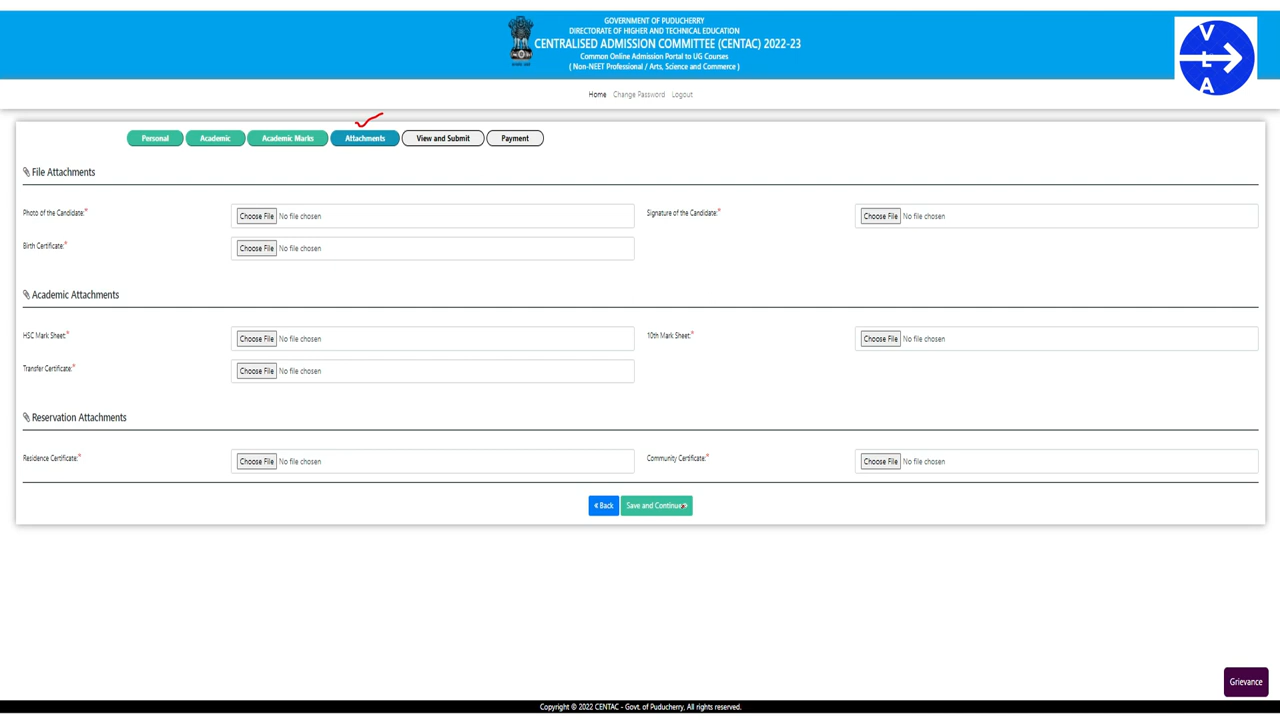 GOVERNMENT OF PUDUCHERRY
DIRECTORATE OF HIGHER AND TECHNICAL EDUCATION
CENTRALISED ADMISSION COMMITTEE (CENTAC) 2022-23
Common Online Admission Portal to UG Courses
( Non-NEET Professional / Arts, Science and Commerce )
V
L
A
Home Change Password Logout
Personal Academic Academic Marks Attachments View and Submit Payment
File Attachments
Photo of the Candidate:* Choose File No file chosen Signature of the Candidate:* Choose File No file chosen
Birth Certificate:* Choose File No file chosen
Academic Attachments
HSC Mark Sheet:* Choose File No file chosen 10th Mark Sheet:* Choose File No file chosen
Transfer Certificate:* Choose File No file chosen
Reservation Attachments
Residence Certificate:* Choose File No file chosen Community Certificate:* Choose File No file chosen
« Back Save and Continue»
Grievance
Copyright © 2022 CENTAC - Govt. of Puducherry, All rights reserved.